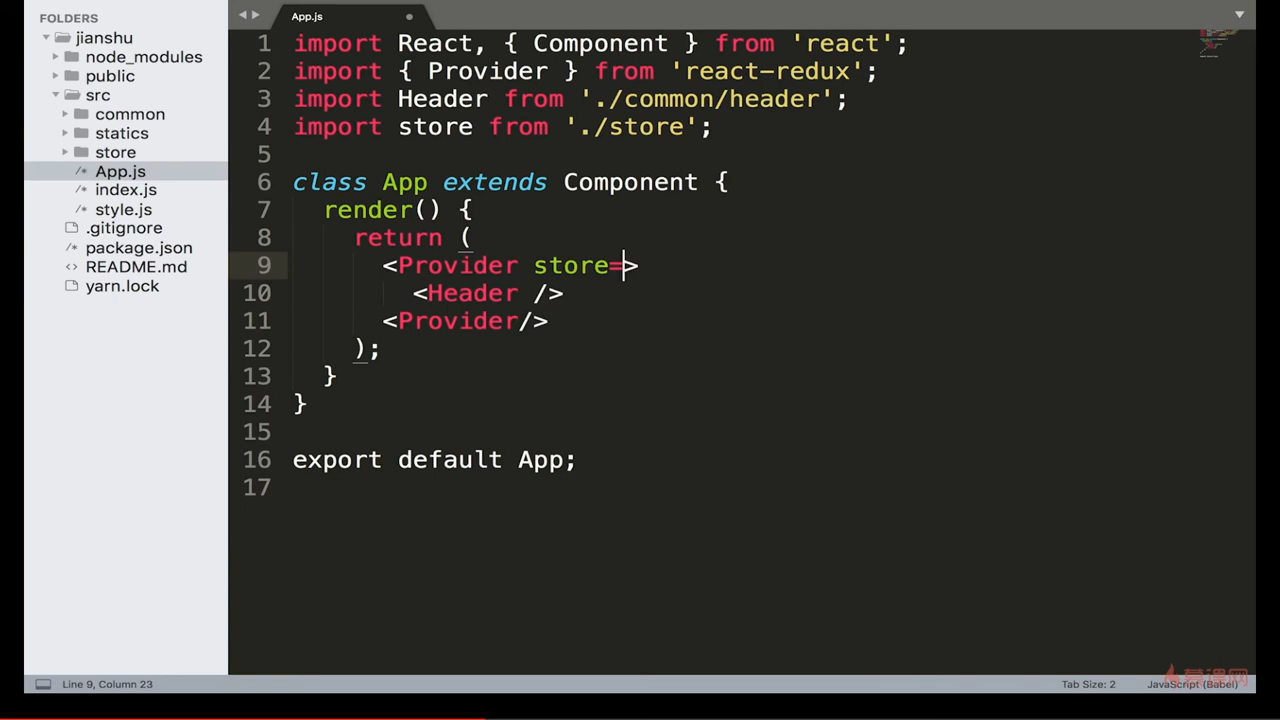 FOLDERS
jianshu
node_modules
public
src
common
statics
store
App.js
index.js
style.js
.gitignore
package.json
README.md
yarn.lock
App.js
1 import React, { Component } from 'react';
2 import { Provider } from 'react-redux';
3 import Header from './common/header';
4 import store from './store';
5
6 class App extends Component {
7 render() {
8 return (
9 <Provider store=>
10 <Header />
11 <Provider/>
12 );
13 }
14 }
15
16 export default App;
17
Line 9, Column 23
Tab Size: 2
JavaScript (Babel)
慕课网